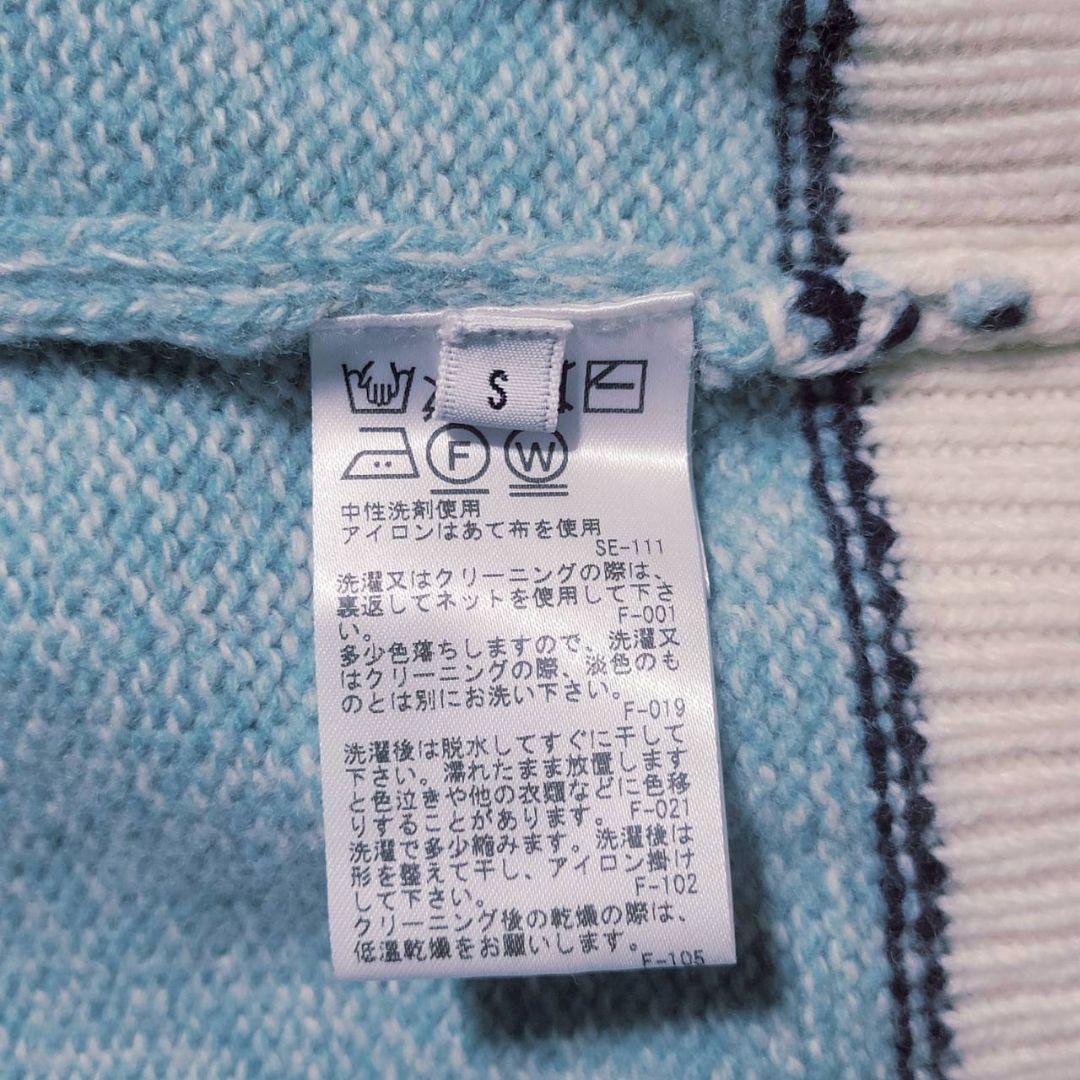 S
F W
中性洗剤使用
アイロンはあて布を使用
SE-111
洗濯又はクリーニングの際は、
裏返してネットを使用して下さ
い。
F-001
多少色落ちしますので、洗濯又
はクリーニングの際、淡色のも
のとは別にお洗い下さい。
F-019
洗濯後は脱水してすぐに干して
下さい。濡れたまま放置します
と色泣きや他の衣類などに色移
りすることがあります。 F-021
洗濯で多少縮みます。洗濯後は
形を整えて干し、アイロン掛け
して下さい。
F-102
クリーニング後の乾燥の際は、
低温乾燥をお願いします。
F-105